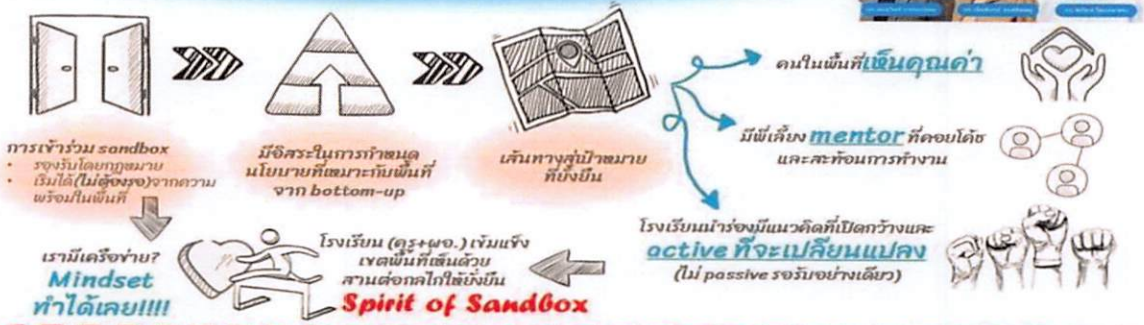 การเข้าร่วม sandbox
• รองรับโดยกฎหมาย
• เริ่มได้(ไม่ต้องรอ)จากความ
พร้อมในพื้นที่
มีอิสระในการกำหนด
นโยบายที่เหมาะกับพื้นที่
จาก bottom-up
เส้นทางสู่เป้าหมาย
ที่ยั่งยืน
คนในพื้นที่เห็นคุณค่า
มีพี่เลี้ยง mentor ที่คอยโค้ช
และสะท้อนการทำงาน
โรงเรียนนำร่องมีแนวคิดที่เปิดกว้างและ
active ที่จะเปลี่ยนแปลง
(ไม่ passive รอรับอย่างเดียว)
โรงเรียน (ครู+ผอ.) เข้มแข็ง
เขตพื้นที่เห็นด้วย
สานต่อกลไกให้ยั่งยืน
Spirit of Sandbox
เรามีเครือข่าย?
Mindset
ทำได้เลย!!!!